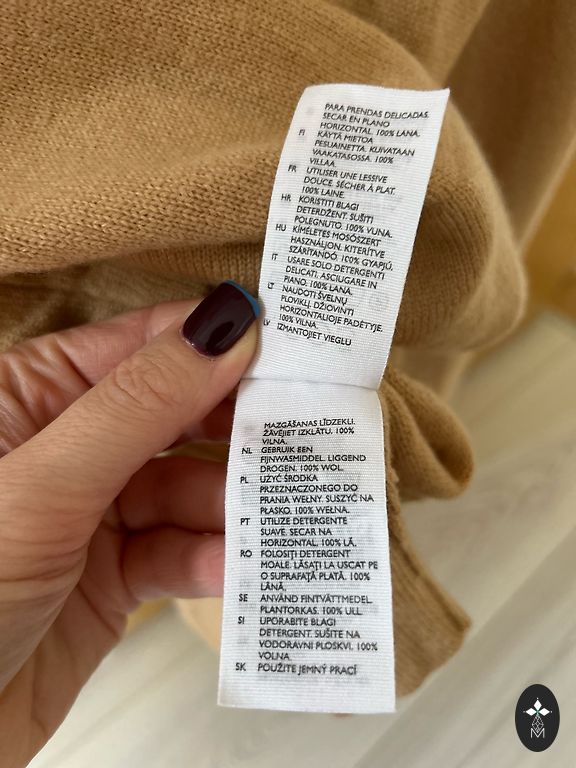 PARA PRENDAS DELICADAS.
SECAR EN PLANO
HORIZONTAL. 100% LANA.
FI KÄYTÄ MIETOA
PESUAINETTA. KUIVATAAN
VAAKATASOSSA. 100%
VILLAA.
FR UTILISER UNE LESSIVE
DOUCE. SÉCHER À PLAT.
100% LAINE.
HR KORISTITI BLAGI
DETERDŽENT. SUŠITI
POLEGNUTO. 100% VUNA.
HU KÍMÉLETES MOSÓSZERT
HASZNÁLJON. KITERÍTVE
SZÁRÍTANDÓ. 100% GYAPJÚ.
IT USARE SOLO DETERGENTI
DELICATI. ASCIUGARE IN
PIANO. 100% LANA.
LT NAUDOTI ŠVELNŲ
PLOVIKLĮ. DŽIOVINTI
HORIZONTALIOJE PADĖTYJE.
100% VILNA.
LV IZMANTOJIET VIEGLU
MAZGĀŠANAS LĪDZEKLI.
ŽĀVĒJIET IZKLĀTU. 100%
VILNA.
NL GEBRUIK EEN
FIJNWASMIDDEL. LIGGEND
DROGEN. 100% WOL.
PL UŻYĆ ŚRODKA
PRZEZNACZONEGO DO
PRANIA WEŁNY. SUSZYĆ NA
PŁASKO. 100% WEŁNA.
PT UTILIZE DETERGENTE
SUAVE. SECAR NA
HORIZONTAL. 100% LÃ.
RO FOLOSIȚI DETERGENT
MOALE. LĂSAȚI LA USCAT PE
O SUPRAFAȚĂ PLATĂ. 100%
LÂNĂ.
SE ANVÄND FINTVÄTTMEDEL.
PLANTORKAS. 100% ULL.
SI UPORABITE BLAGI
DETERGENT. SUŠITE NA
VODORAVNI PLOSKVI. 100%
VOLNA.
SK POUŽITE JEMNÝ PRACÍ
M